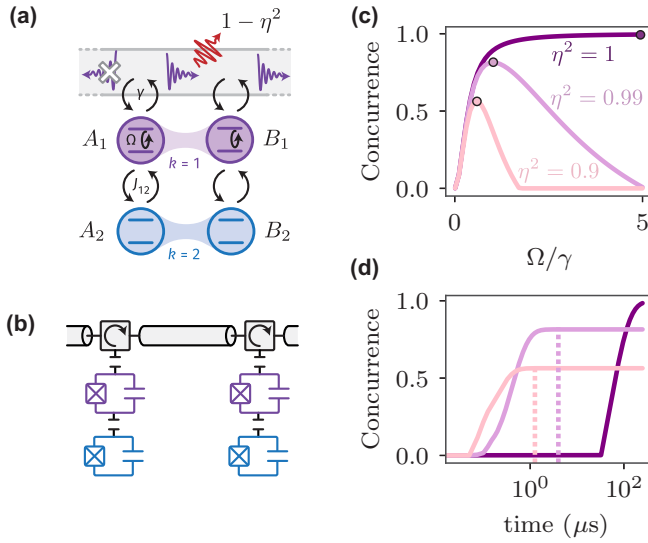 (a)
1 − η²
γ
A₁
Ω
B₁
k = 1
J₁₂
A₂
B₂
k = 2
(b)
(c)
Concurrence
1.0
0.5
0.0
η² = 1
η² = 0.99
η² = 0.9
0
5
Ω/γ
(d)
Concurrence
1.0
0.5
0.0
10⁰
10²
time (μs)